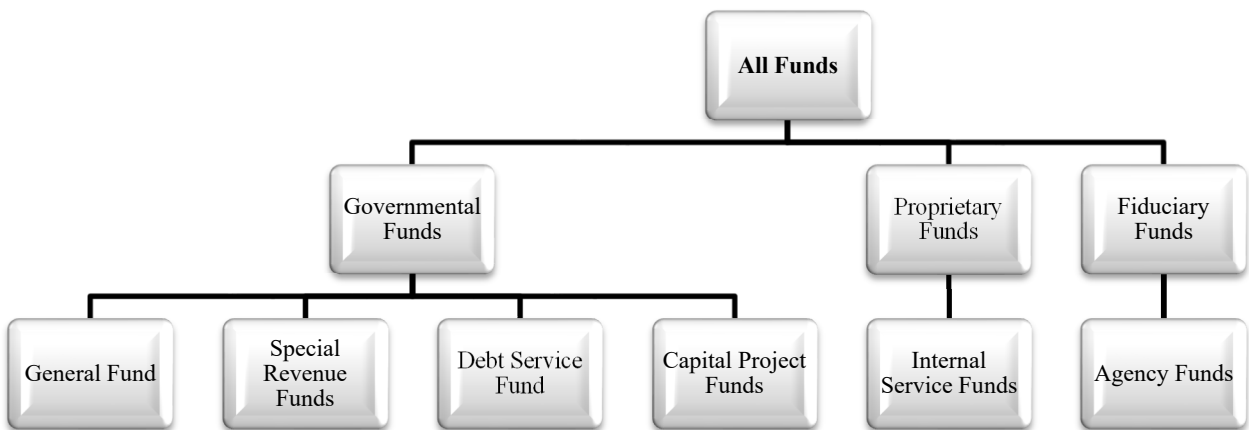 All Funds
Governmental
Funds
Proprietary
Funds
Fiduciary
Funds
General Fund
Special
Revenue
Funds
Debt Service
Fund
Capital Project
Funds
Internal
Service Funds
Agency Funds